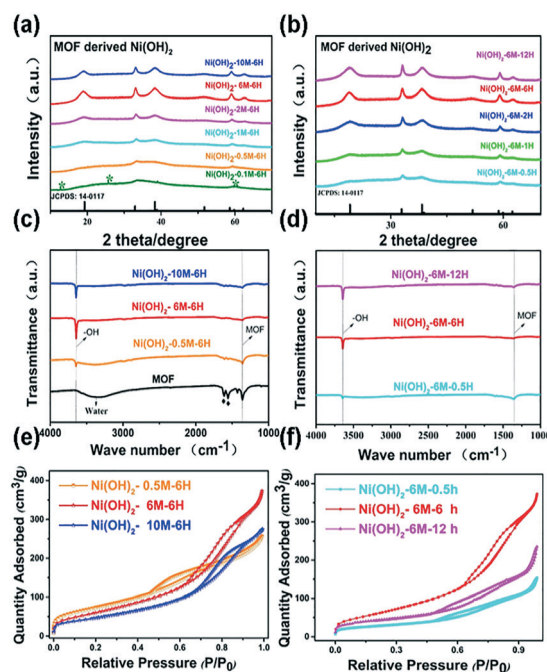 (a)
MOF derived Ni(OH)2
Ni(OH)2-10M-6H
Ni(OH)2- 6M-6H
Ni(OH)2-2M-6H
Ni(OH)2-1M-6H
Ni(OH)2-0.5M-6H
Ni(OH)2-0.1M-6H
JCPDS: 14-0117
20 40 60
2 theta/degree
Intensity (a.u.)
(b)
MOF derived Ni(OH)2
Ni(OH)2-6M-12H
Ni(OH)2-6M-6H
Ni(OH)2-6M-2H
Ni(OH)2-6M-1H
Ni(OH)2-6M-0.5H
JCPDS: 14-0117
30 60
2 theta/degree
Intensity (a.u.)
(c)
Ni(OH)2-10M-6H
Ni(OH)2- 6M-6H
-OH
MOF
Ni(OH)2-0.5M-6H
MOF
Water
4000 3000 2000 1000
Wave number (cm-1)
Transmittance (a.u.)
(d)
Ni(OH)2-6M-12H
-OH
Ni(OH)2-6M-6H
MOF
Ni(OH)2-6M-0.5H
4000 3500 3000 2500 2000 1500 1000
Wave number (cm-1)
Transmittance (a.u.)
(e)
400
350
300
250
200
150
100
50
0
Ni(OH)2- 0.5M-6H
Ni(OH)2- 6M-6H
Ni(OH)2- 10M-6H
0.0 0.2 0.4 0.6 0.8 1.0
Relative Pressure (P/P0)
Quantity Adsorbed (cm3/g)
(f)
400
300
200
100
0
Ni(OH)2-6M-0.5h
Ni(OH)2-6M-6 h
Ni(OH)2-6M-12 h
0.0 0.3 0.6 0.9
Relative Pressure (P/P0)
Quantity Adsorbed (cm3/g)